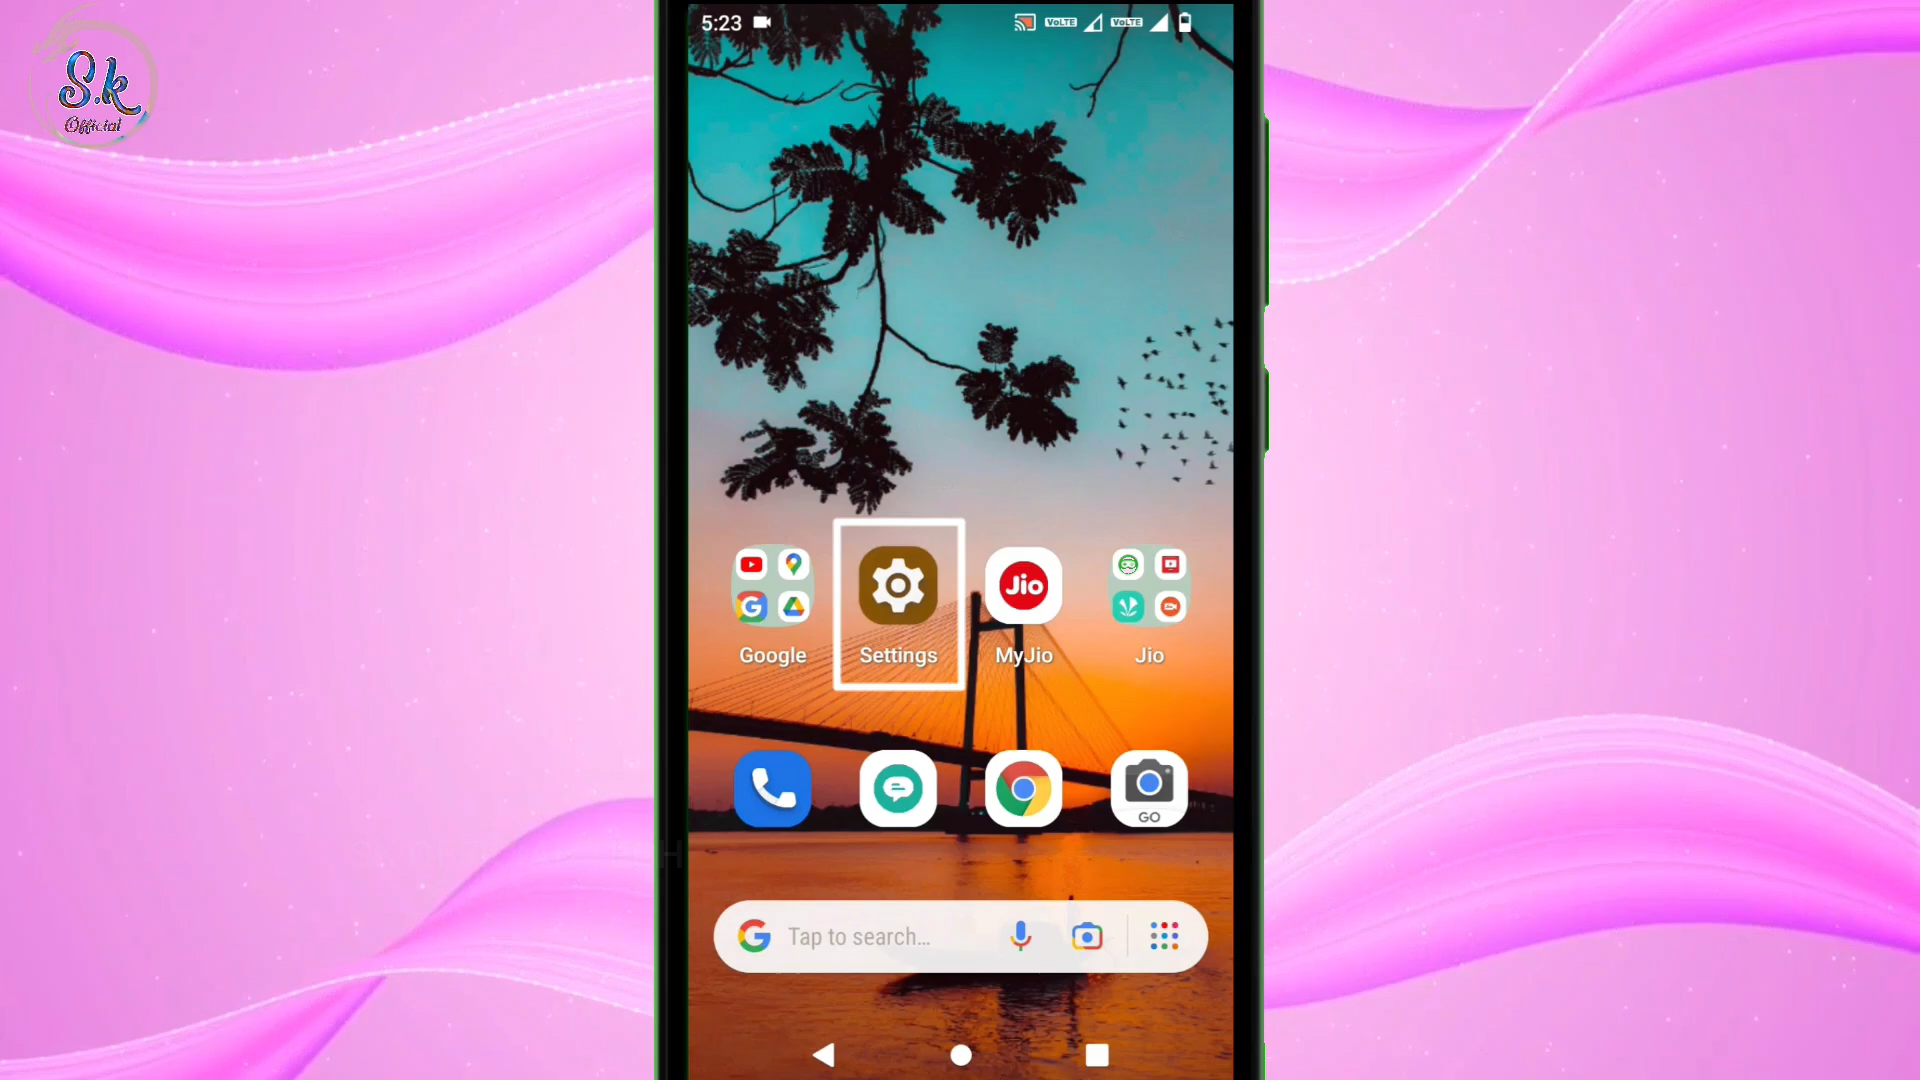 S.k
Official
5:23
VoLTE
VoLTE
Google
Settings
Jio
MyJio
Jio
GO
Tap to search...